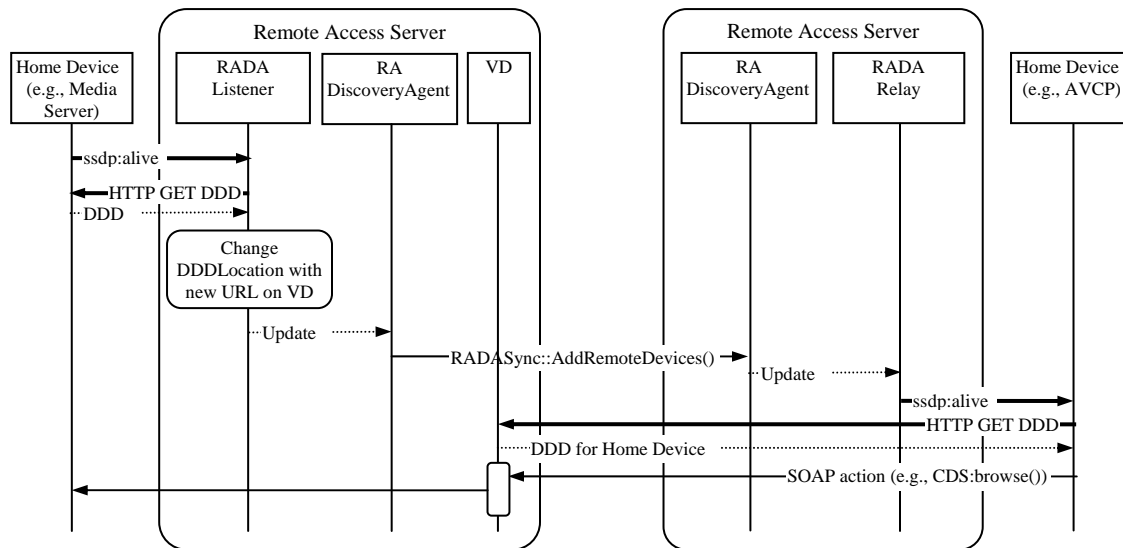 Remote Access Server
Remote Access Server
Home Device
(e.g., Media
Server)
RADA
Listener
RA
DiscoveryAgent
VD
RA
DiscoveryAgent
RADA
Relay
Home Device
(e.g., AVCP)
ssdp:alive
HTTP GET DDD
DDD
Change
DDDLocation with
new URL on VD
Update
RADASync::AddRemoteDevices()
Update
ssdp:alive
HTTP GET DDD
DDD for Home Device
SOAP action (e.g., CDS:browse())